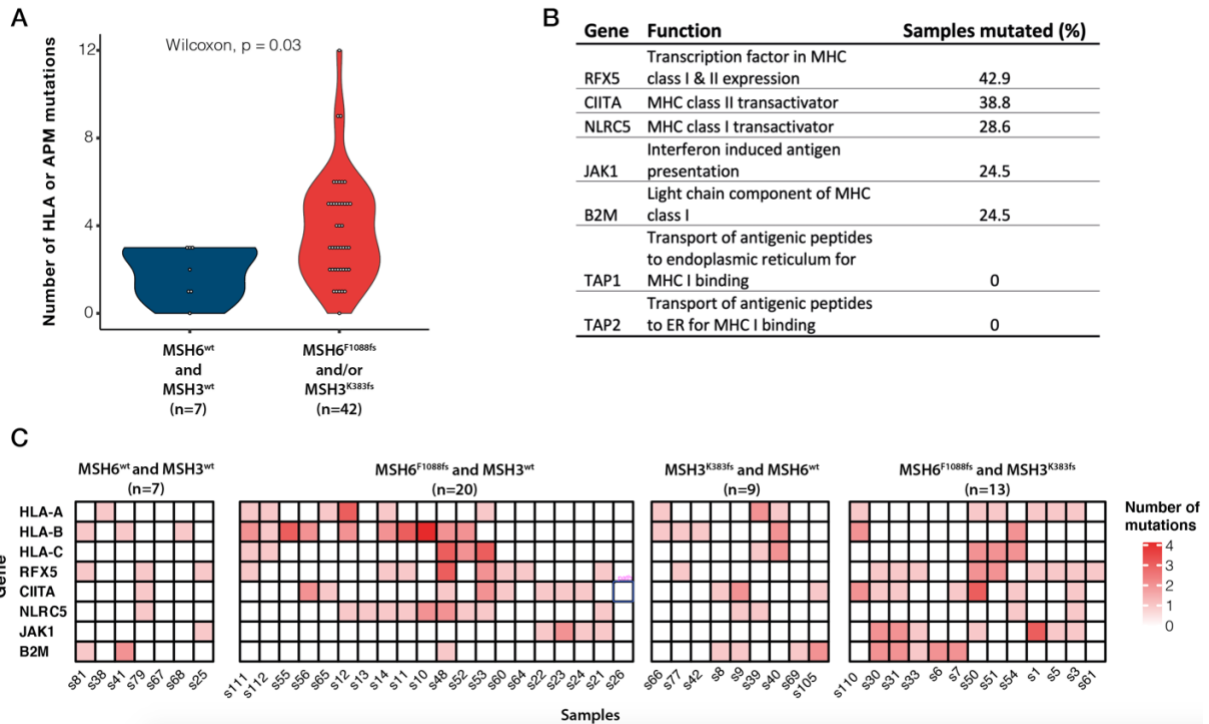 A
Wilcoxon, p = 0.03
Number of HLA or APM mutations
12
8
4
0
MSH6wt
and
MSH3wt
(n=7)
MSH6F1088fs
and/or
MSH3K383fs
(n=42)
B
Gene Function Samples mutated (%)
Transcription factor in MHC
RFX5 class I & II expression 42.9
CIITA MHC class II transactivator 38.8
NLRC5 MHC class I transactivator 28.6
Interferon induced antigen
JAK1 presentation 24.5
Light chain component of MHC
B2M class I 24.5
Transport of antigenic peptides
to endoplasmic reticulum for
TAP1 MHC I binding 0
Transport of antigenic peptides
TAP2 to ER for MHC I binding 0
C
MSH6wt and MSH3wt
(n=7)
MSH6F1088fs and MSH3wt
(n=20)
MSH3K383fs and MSH6wt
(n=9)
MSH6F1088fs and MSH3K383fs
(n=13)
Gene
HLA-A
HLA-B
HLA-C
RFX5
CIITA
NLRC5
JAK1
B2M
Number of
mutations
4
3
2
1
0
s81 s38 s41 s79 s67 s68 s25
s111 s112 s55 s56 s65 s12 s13 s14 s11 s10 s48 s52 s53 s60 s64 s22 s23 s24 s21 s26
s66 s77 s42 s8 s9 s39 s40 s69 s105
s110 s30 s31 s33 s6 s7 s50 s51 s54 s1 s5 s3 s61
Samples